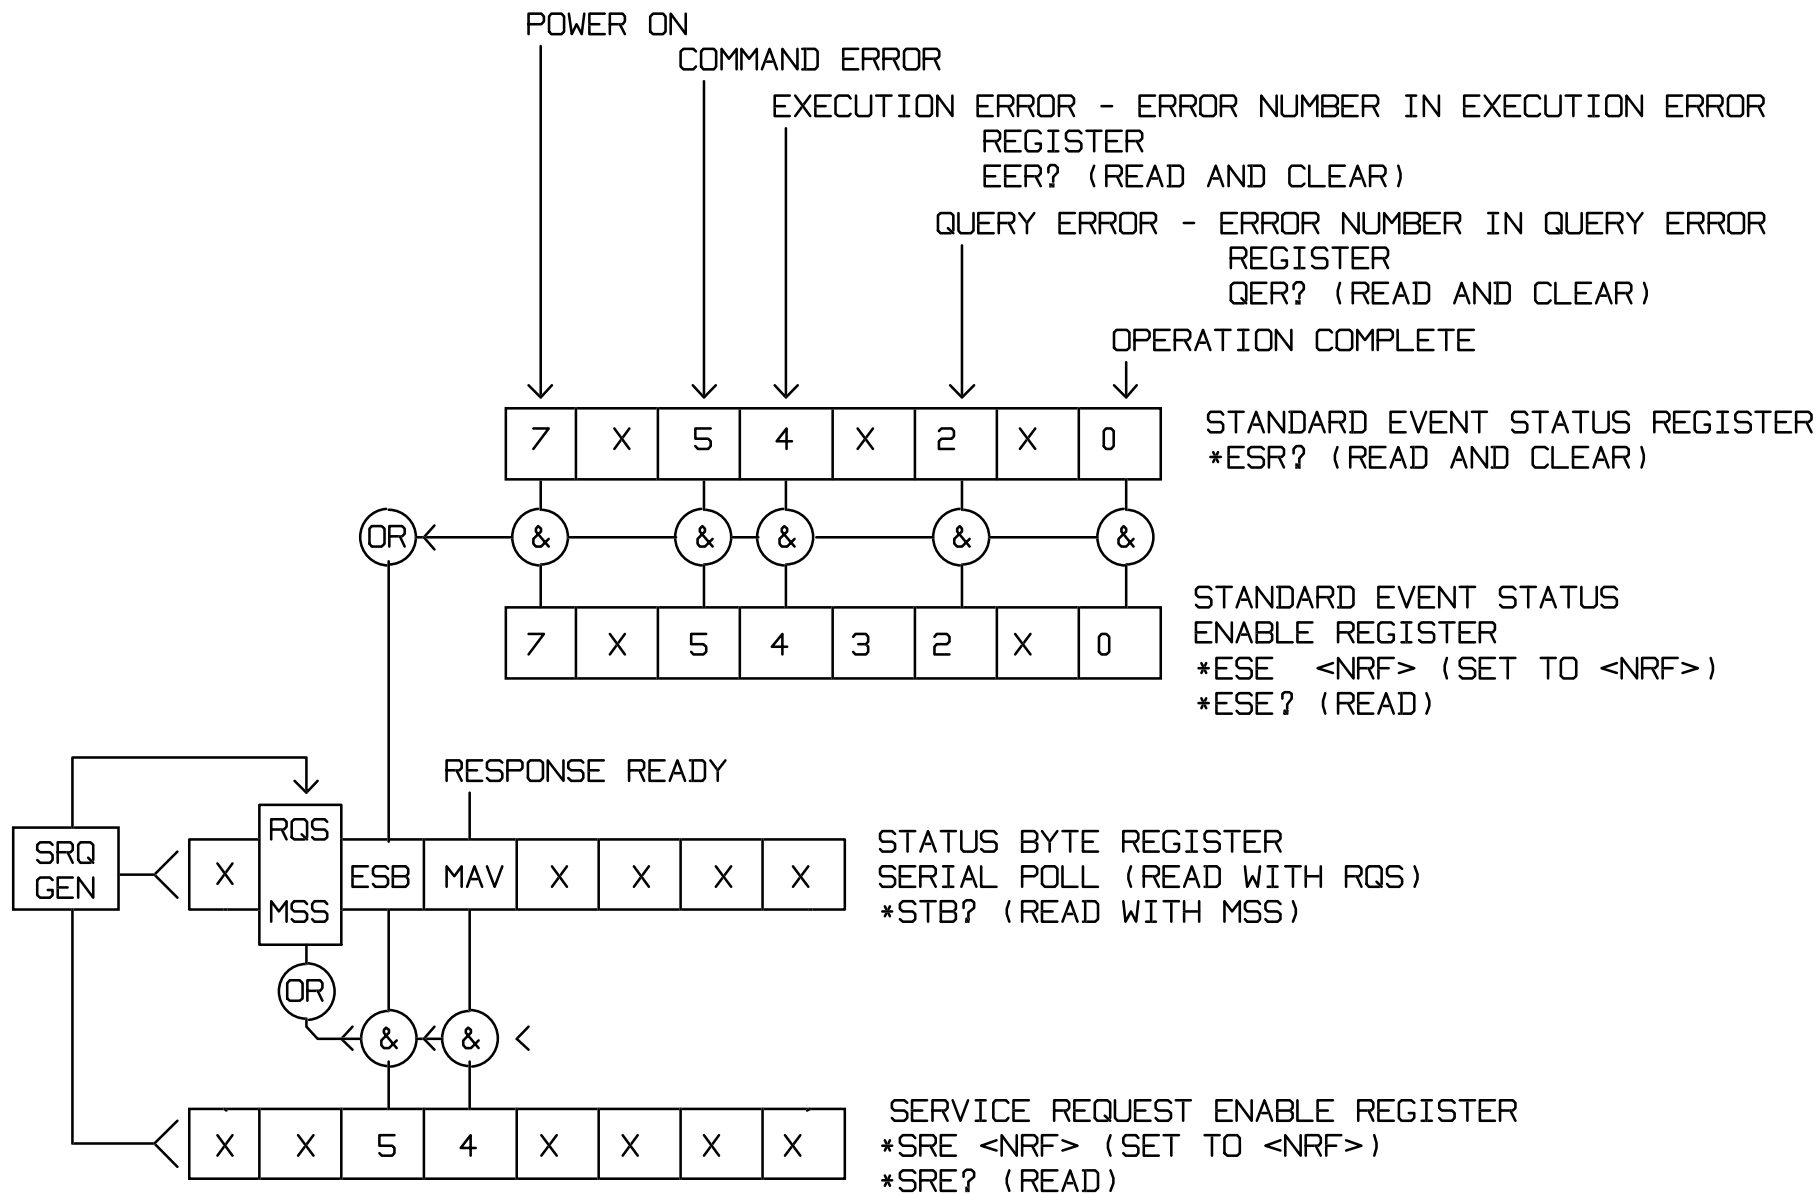 POWER ON
COMMAND ERROR
EXECUTION ERROR - ERROR NUMBER IN EXECUTION ERROR
REGISTER
EER? (READ AND CLEAR)
QUERY ERROR - ERROR NUMBER IN QUERY ERROR
REGISTER
QER? (READ AND CLEAR)
OPERATION COMPLETE
7 X 5 4 X 2 X 0
STANDARD EVENT STATUS REGISTER
*ESR? (READ AND CLEAR)
OR & & & & &
7 X 5 4 3 2 X 0
STANDARD EVENT STATUS
ENABLE REGISTER
*ESE <NRF> (SET TO <NRF>)
*ESE? (READ)
RESPONSE READY
SRQ
GEN
X
RQS
MSS
ESB MAV X X X X
STATUS BYTE REGISTER
SERIAL POLL (READ WITH RQS)
*STB? (READ WITH MSS)
OR
& &
X X 5 4 X X X X
SERVICE REQUEST ENABLE REGISTER
*SRE <NRF> (SET TO <NRF>)
*SRE? (READ)